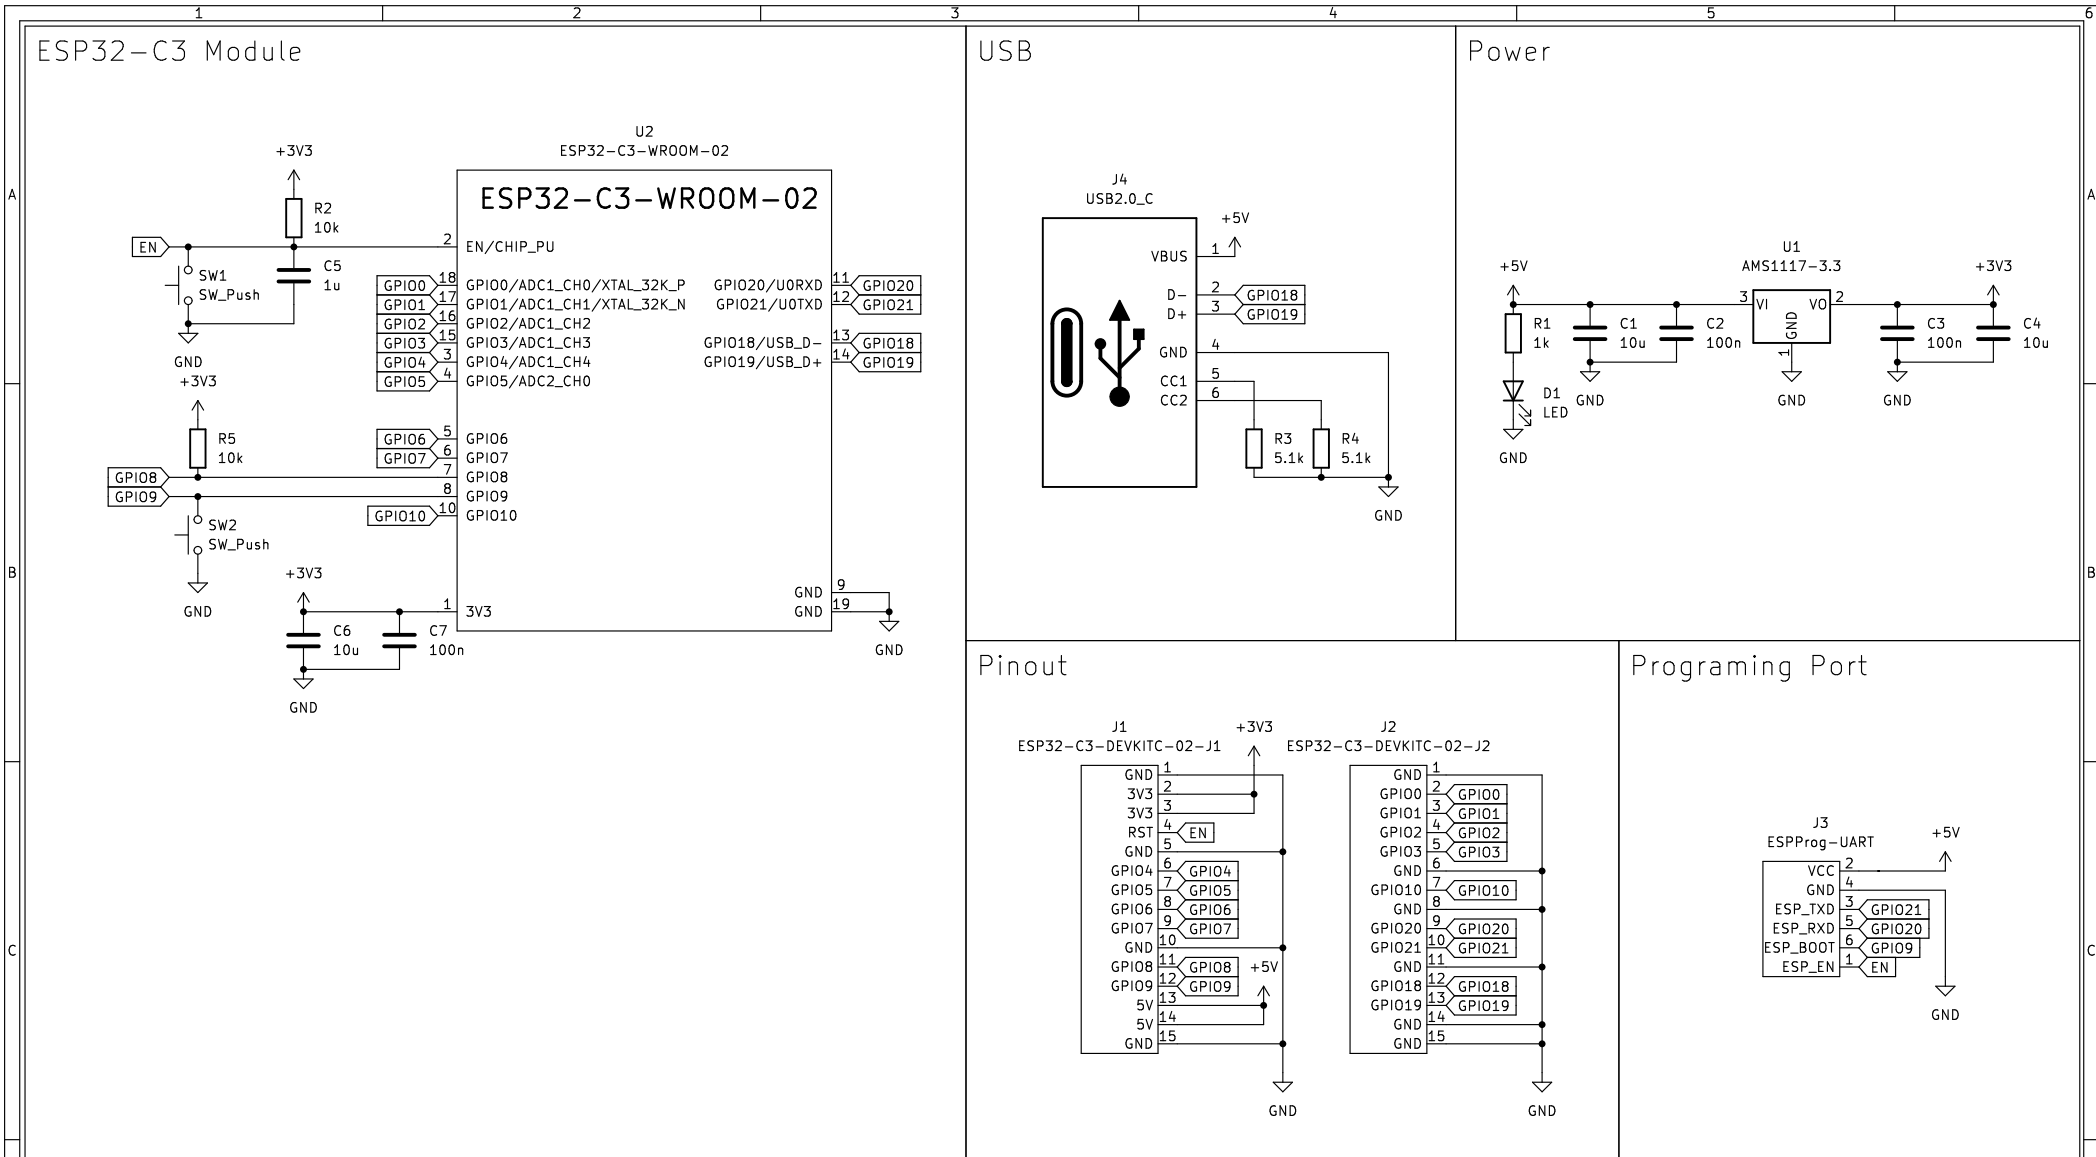 1 2 3 4 5 6
A
B
C
A
B
C
ESP32-C3 Module
U2
ESP32-C3-WROOM-02
ESP32-C3-WROOM-02
+3V3
R2
10k
EN
2 EN/CHIP_PU
SW1
SW_Push
C5
1u
GND
GPIO0 18 GPIO0/ADC1_CH0/XTAL_32K_P
GPIO1 17 GPIO1/ADC1_CH1/XTAL_32K_N
GPIO2 16 GPIO2/ADC1_CH2
GPIO3 15 GPIO3/ADC1_CH3
GPIO4 3 GPIO4/ADC1_CH4
GPIO5 4 GPIO5/ADC2_CH0
GPIO20/U0RXD 11 GPIO20
GPIO21/U0TXD 12 GPIO21
GPIO18/USB_D- 13 GPIO18
GPIO19/USB_D+ 14 GPIO19
+3V3
R5
10k
GPIO6 5 GPIO6
GPIO7 6 GPIO7
GPIO8 7 GPIO8
GPIO9 8 GPIO9
GPIO10 10 GPIO10
SW2
SW_Push
GND
+3V3
1 3V3
C6
10u
C7
100n
GND
GND 9
GND 19
GND
USB
J4
USB2.0_C
+5V
VBUS 1
D- 2 GPIO18
D+ 3 GPIO19
GND 4
CC1 5
CC2 6
R3
5.1k
R4
5.1k
GND
Power
U1
AMS1117-3.3
+5V
+3V3
3 VI VO 2
GND
1
R1
1k
C1
10u
C2
100n
C3
100n
C4
10u
D1
LED
GND
GND
GND
GND
Pinout
J1
ESP32-C3-DEVKITC-02-J1
+3V3
GND 1
3V3 2
3V3 3
RST 4 EN
GND 5
GPIO4 6 GPIO4
GPIO5 7 GPIO5
GPIO6 8 GPIO6
GPIO7 9 GPIO7
GND 10
GPIO8 11 GPIO8
GPIO9 12 GPIO9
+5V
5V 13
5V 14
GND 15
GND
J2
ESP32-C3-DEVKITC-02-J2
GND 1
GPIO0 2 GPIO0
GPIO1 3 GPIO1
GPIO2 4 GPIO2
GPIO3 5 GPIO3
GND 6
GPIO10 7 GPIO10
GND 8
GPIO20 9 GPIO20
GPIO21 10 GPIO21
GND 11
GPIO18 12 GPIO18
GPIO19 13 GPIO19
GND 14
GND 15
GND
Programing Port
J3
ESPProg-UART
+5V
VCC 2
GND 4
ESP_TXD 3 GPIO21
ESP_RXD 5 GPIO20
ESP_BOOT 6 GPIO9
ESP_EN 1 EN
GND